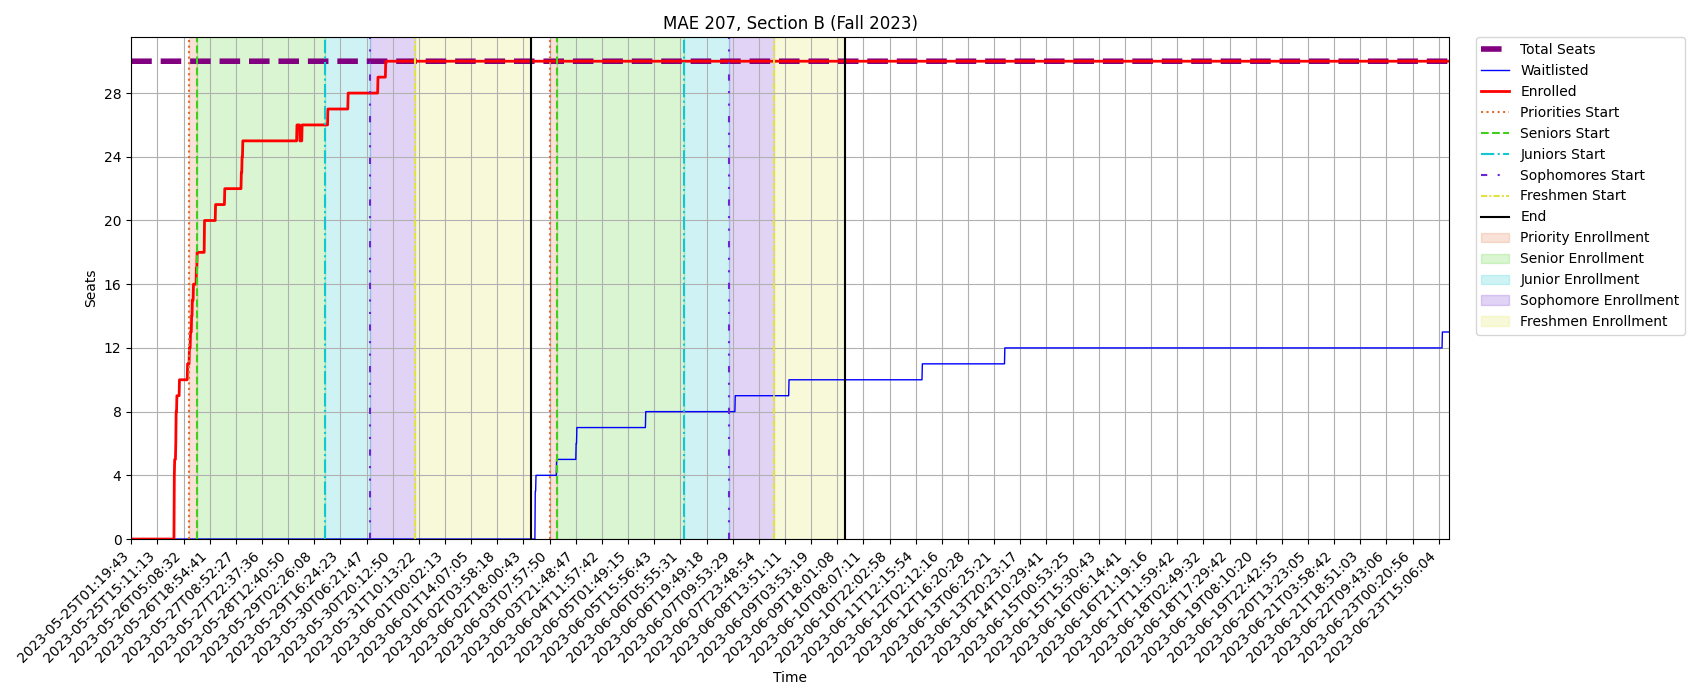 MAE 207, Section B (Fall 2023)
Seats
28
24
20
16
12
8
4
0
2023-05-25T01:19:43
2023-05-25T15:11:13
2023-05-26T05:08:32
2023-05-26T18:54:41
2023-05-27T08:52:27
2023-05-27T22:37:36
2023-05-28T12:40:50
2023-05-29T02:26:08
2023-05-29T16:24:23
2023-05-30T06:21:47
2023-05-30T20:12:50
2023-05-31T10:13:22
2023-06-01T00:02:13
2023-06-01T14:07:05
2023-06-02T03:58:18
2023-06-02T18:00:43
2023-06-03T07:57:50
2023-06-03T21:48:47
2023-06-04T11:57:42
2023-06-05T01:49:15
2023-06-05T15:56:43
2023-06-06T05:55:31
2023-06-06T19:49:18
2023-06-07T09:53:29
2023-06-07T23:48:54
2023-06-08T13:51:11
2023-06-09T03:53:19
2023-06-09T18:01:08
2023-06-10T08:07:11
2023-06-10T22:02:58
2023-06-11T12:15:54
2023-06-12T02:12:16
2023-06-12T16:20:28
2023-06-13T06:25:21
2023-06-13T20:23:17
2023-06-14T10:29:41
2023-06-15T00:53:25
2023-06-15T15:30:43
2023-06-16T06:14:41
2023-06-16T21:19:16
2023-06-17T11:59:42
2023-06-18T02:49:32
2023-06-18T17:29:42
2023-06-19T08:10:20
2023-06-19T22:42:55
2023-06-20T13:23:05
2023-06-21T03:58:42
2023-06-21T18:51:03
2023-06-22T09:43:06
2023-06-23T00:20:56
2023-06-23T15:06:04
Time
Total Seats
Waitlisted
Enrolled
Priorities Start
Seniors Start
Juniors Start
Sophomores Start
Freshmen Start
End
Priority Enrollment
Senior Enrollment
Junior Enrollment
Sophomore Enrollment
Freshmen Enrollment